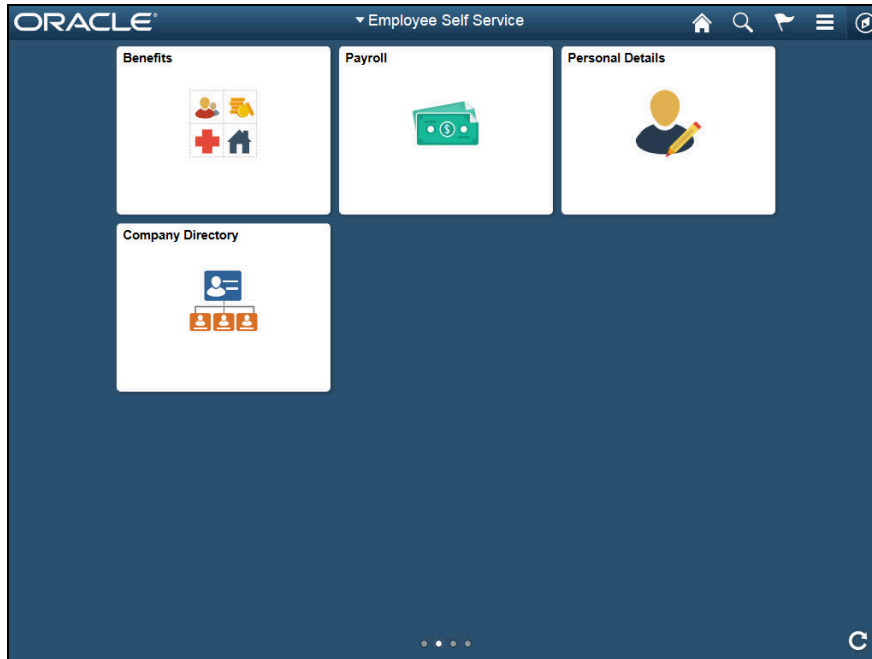 ORACLE
Employee Self Service
Benefits
Payroll
Personal Details
Company Directory